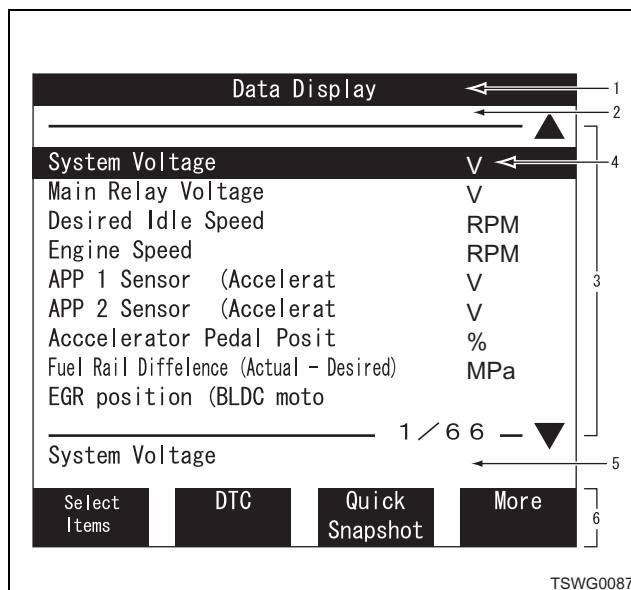 Data Display
1
2
System Voltage V
4
Main Relay Voltage V
Desired Idle Speed RPM
Engine Speed RPM
3
APP 1 Sensor (Accelerat V
APP 2 Sensor (Accelerat V
Acccelerator Pedal Posit %
Fuel Rail Diffelence (Actual - Desired) MPa
EGR position (BLDC moto
1/66
System Voltage
5
Select Items
DTC
Quick Snapshot
More
6
TSWG0087